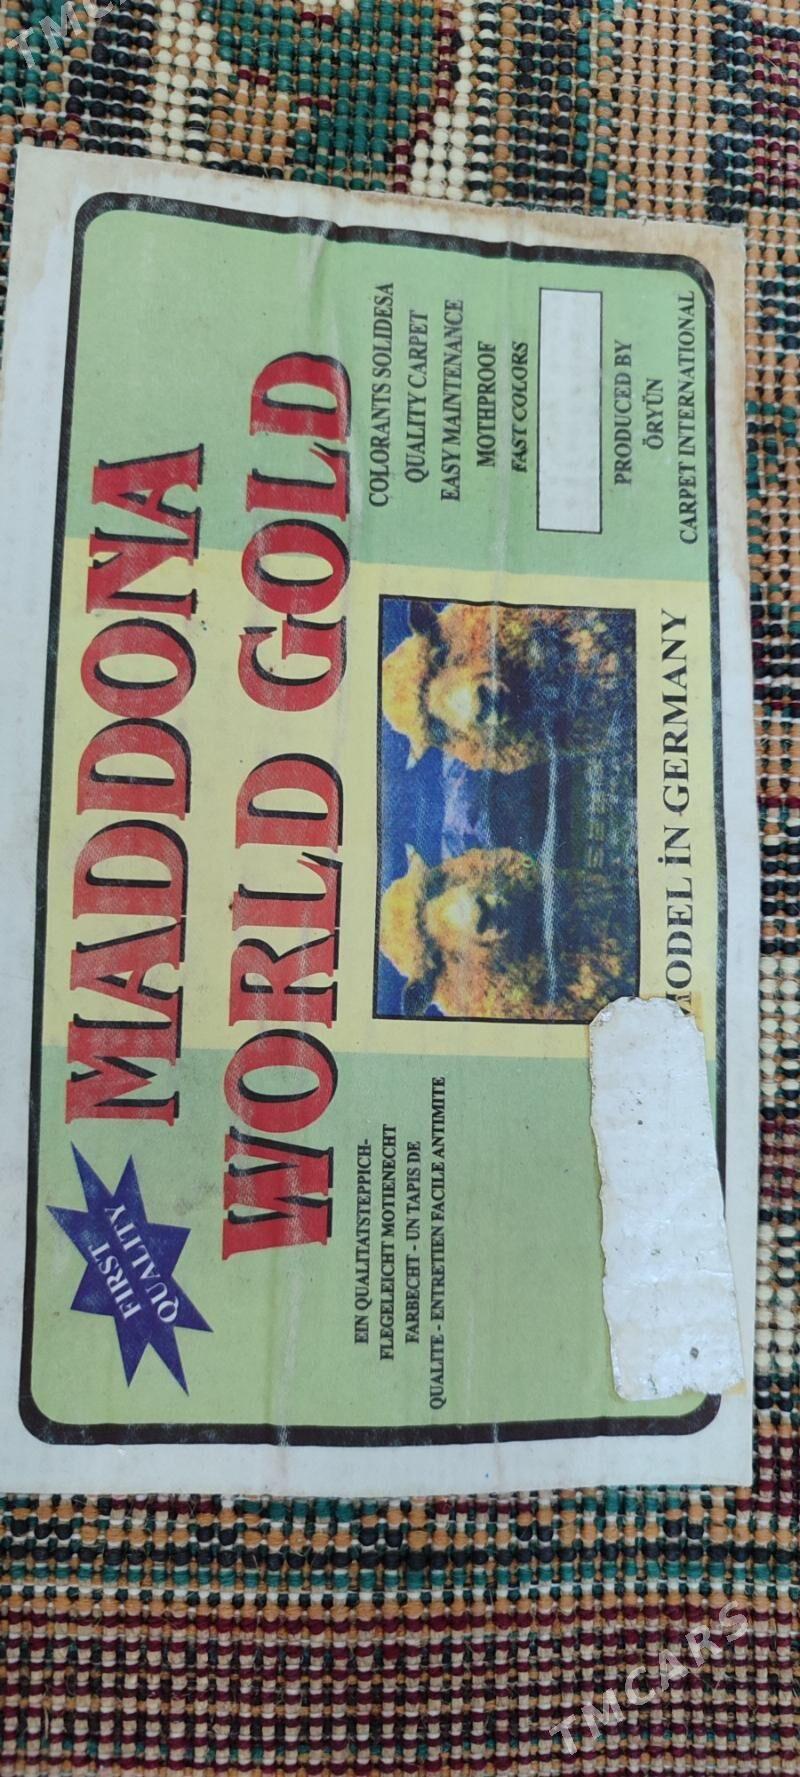 FIRST
QUALITY
MADDONA
WORLD GOLD
EIN QUALITATSTEPPICH-
FLEGELEICHT MOTIENECHT
FARBECHT - UN TAPIS DE
QUALITE - ENTRETIEN FACILE ANTIMITE
COLORANTS SOLIDESA
QUALITY CARPET
EASY MAINTENANCE
MOTHPROOF
FAST COLORS
PRODUCED BY
ÖRYÜN
CARPET INTERNATIONAL
MODEL İN GERMANY
TMCARS